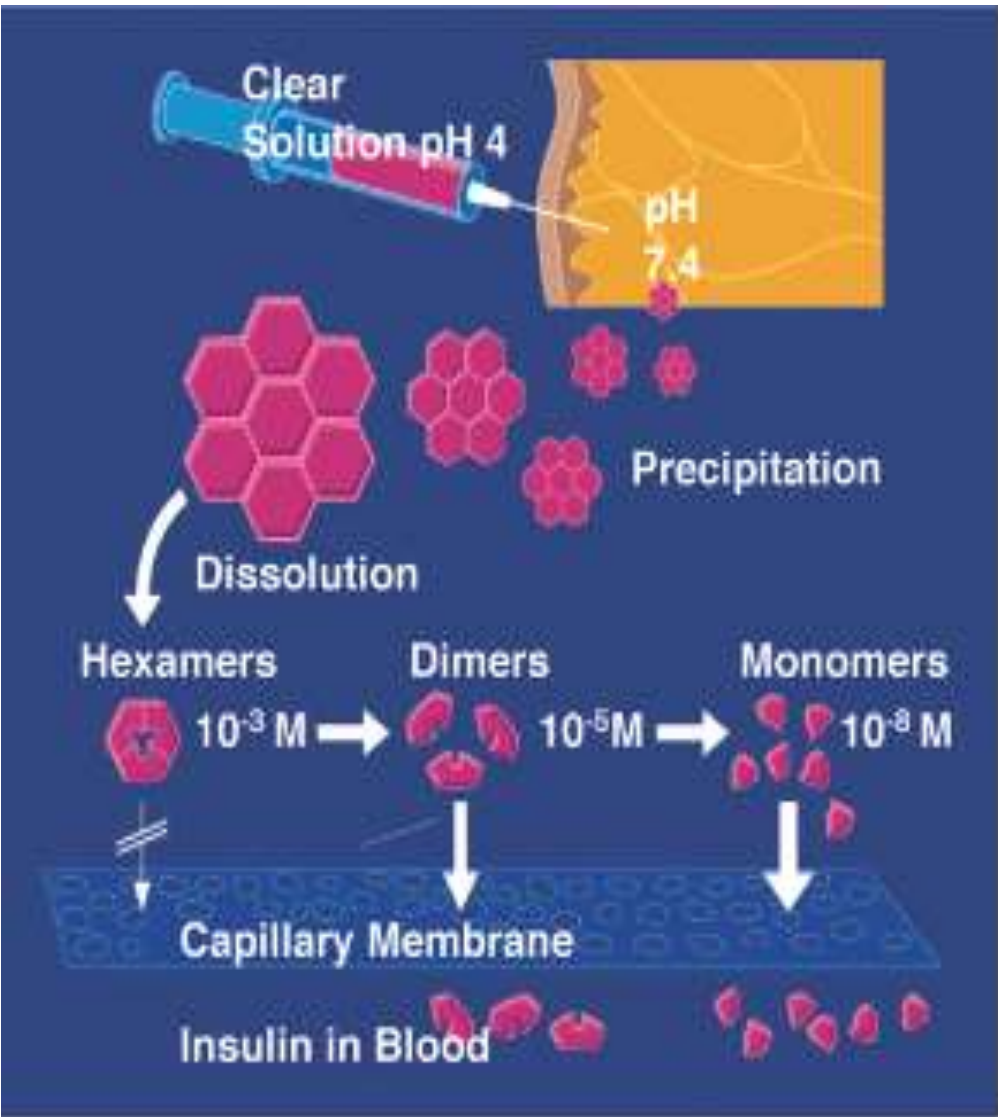 Clear
Solution pH 4
pH
7.4
Precipitation
Dissolution
Hexamers
Dimers
Monomers
10⁻³ M
10⁻⁵M
10⁻⁸ M
Capillary Membrane
Insulin in Blood